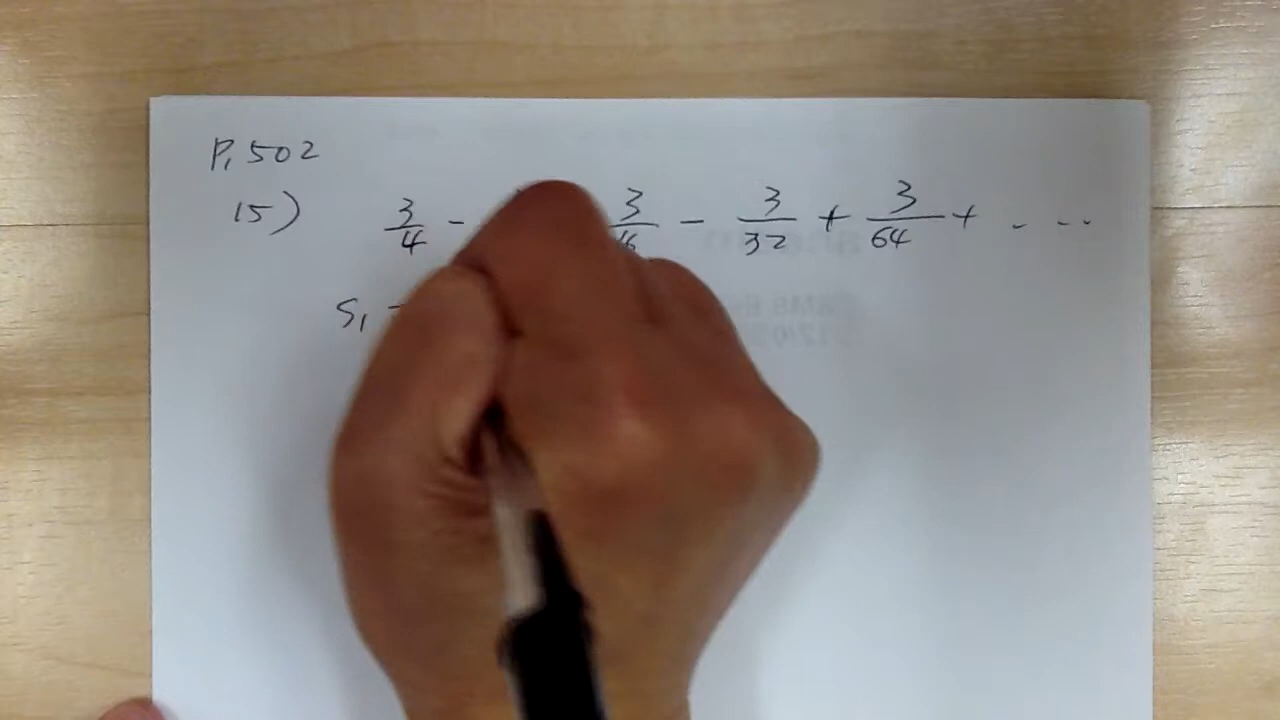 P. 502
15) 3/4 - 3 - 3/32 + 3/64 + ...
S₁